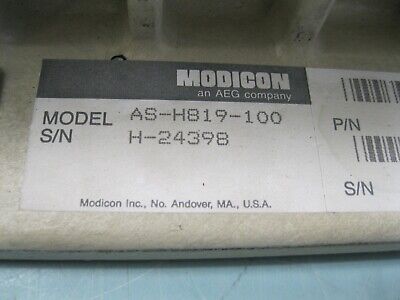 MODICON
an AEG company
MODEL AS-H819-100
S/N H-24398
P/N
S/N
Modicon Inc., No. Andover, MA., U.S.A.